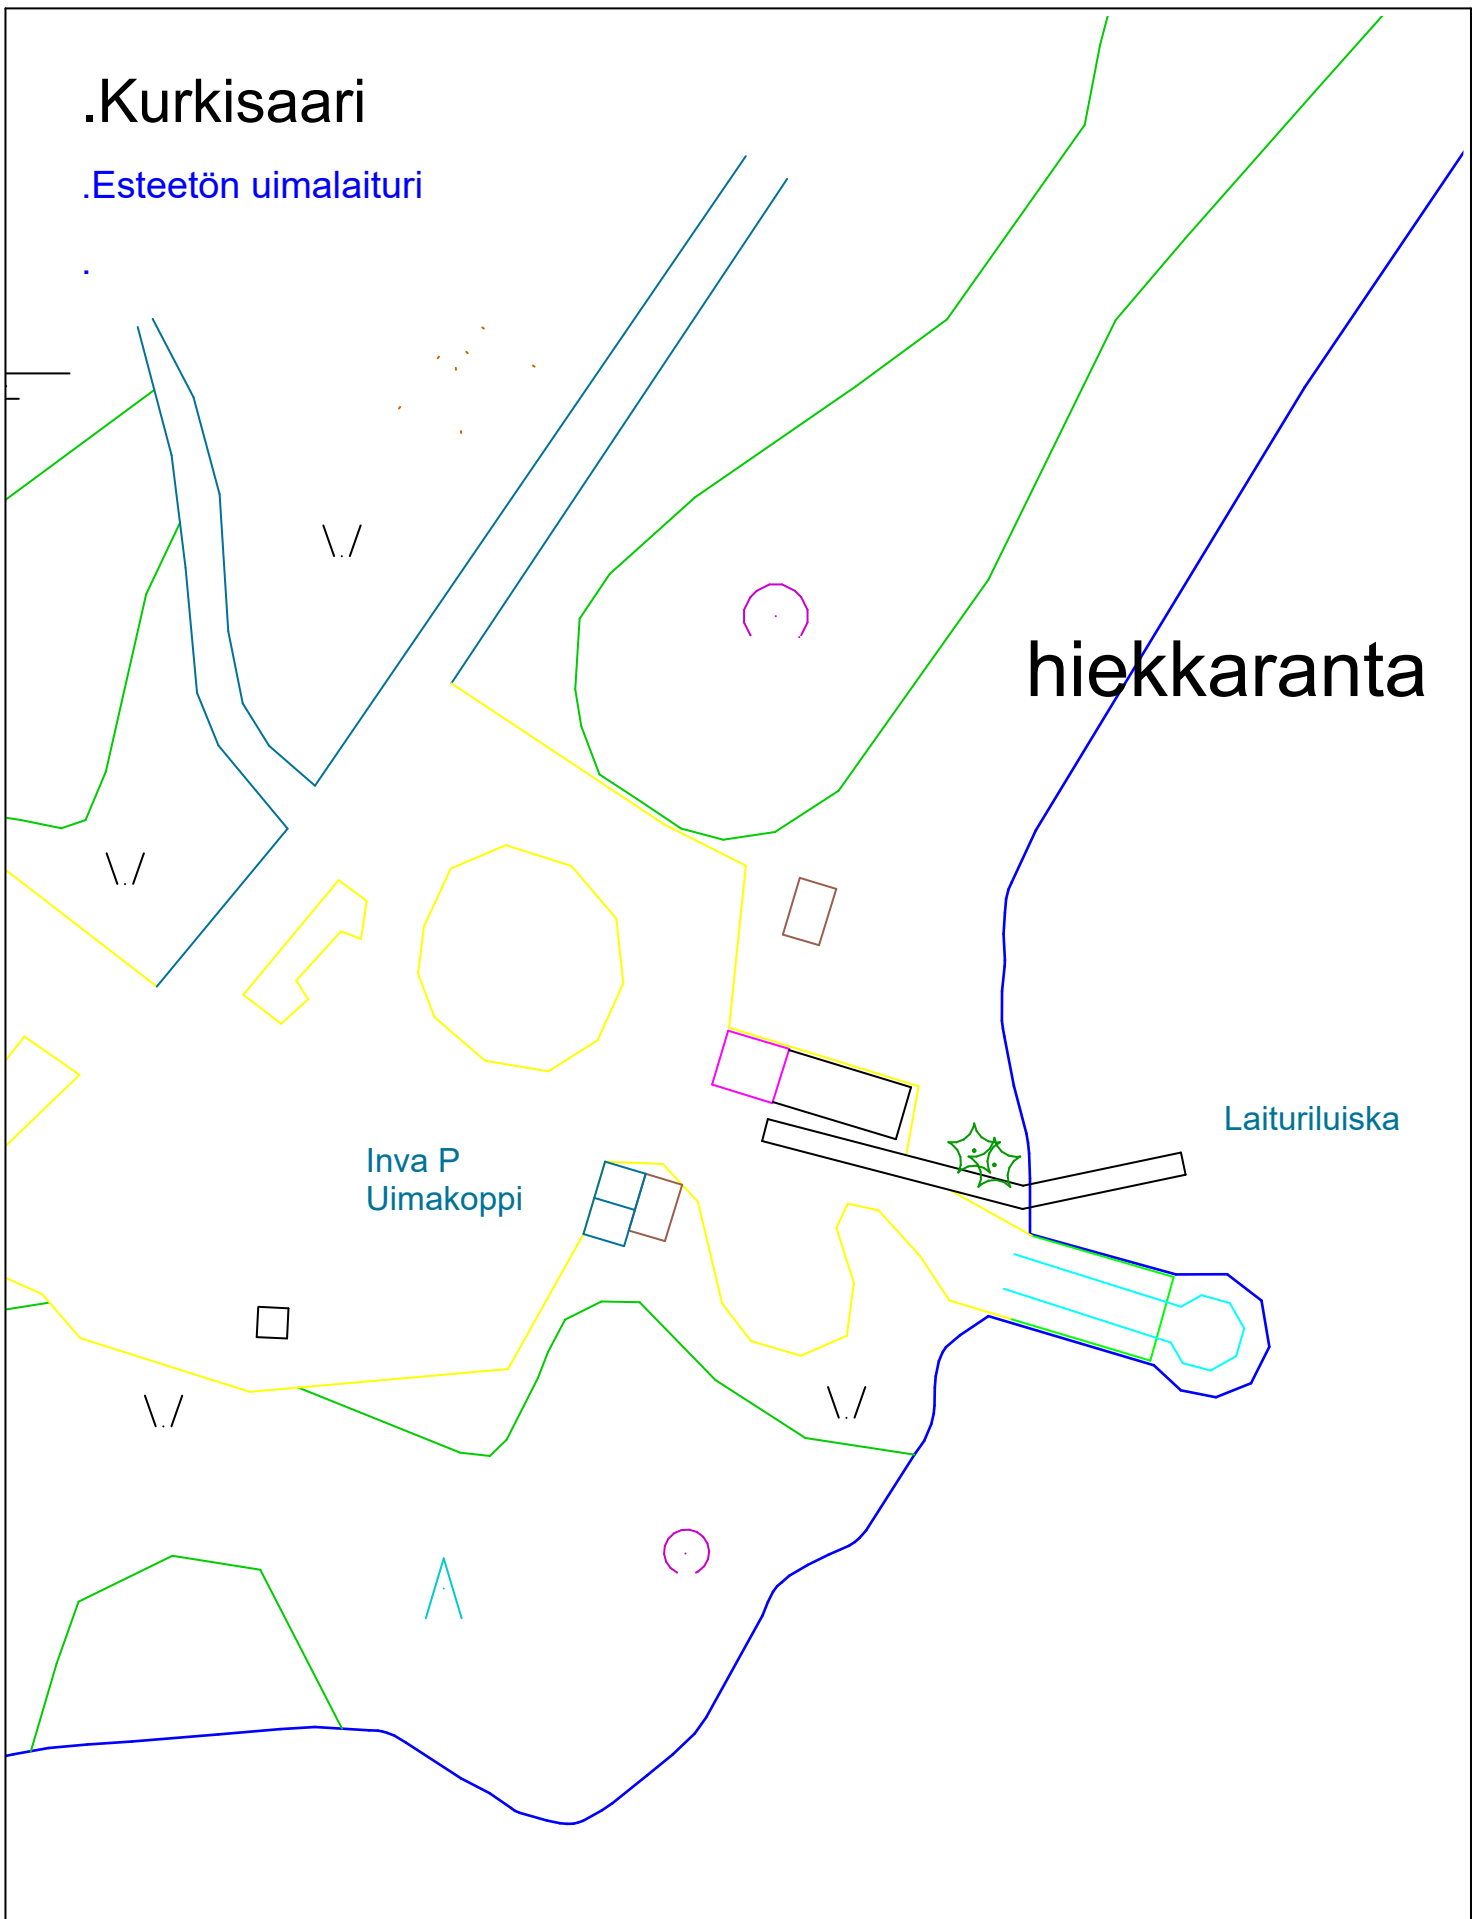 .Kurkisaari
.Esteetön uimalaituri
.
hiekkaranta
Laituriluiska
Inva P
Uimakoppi